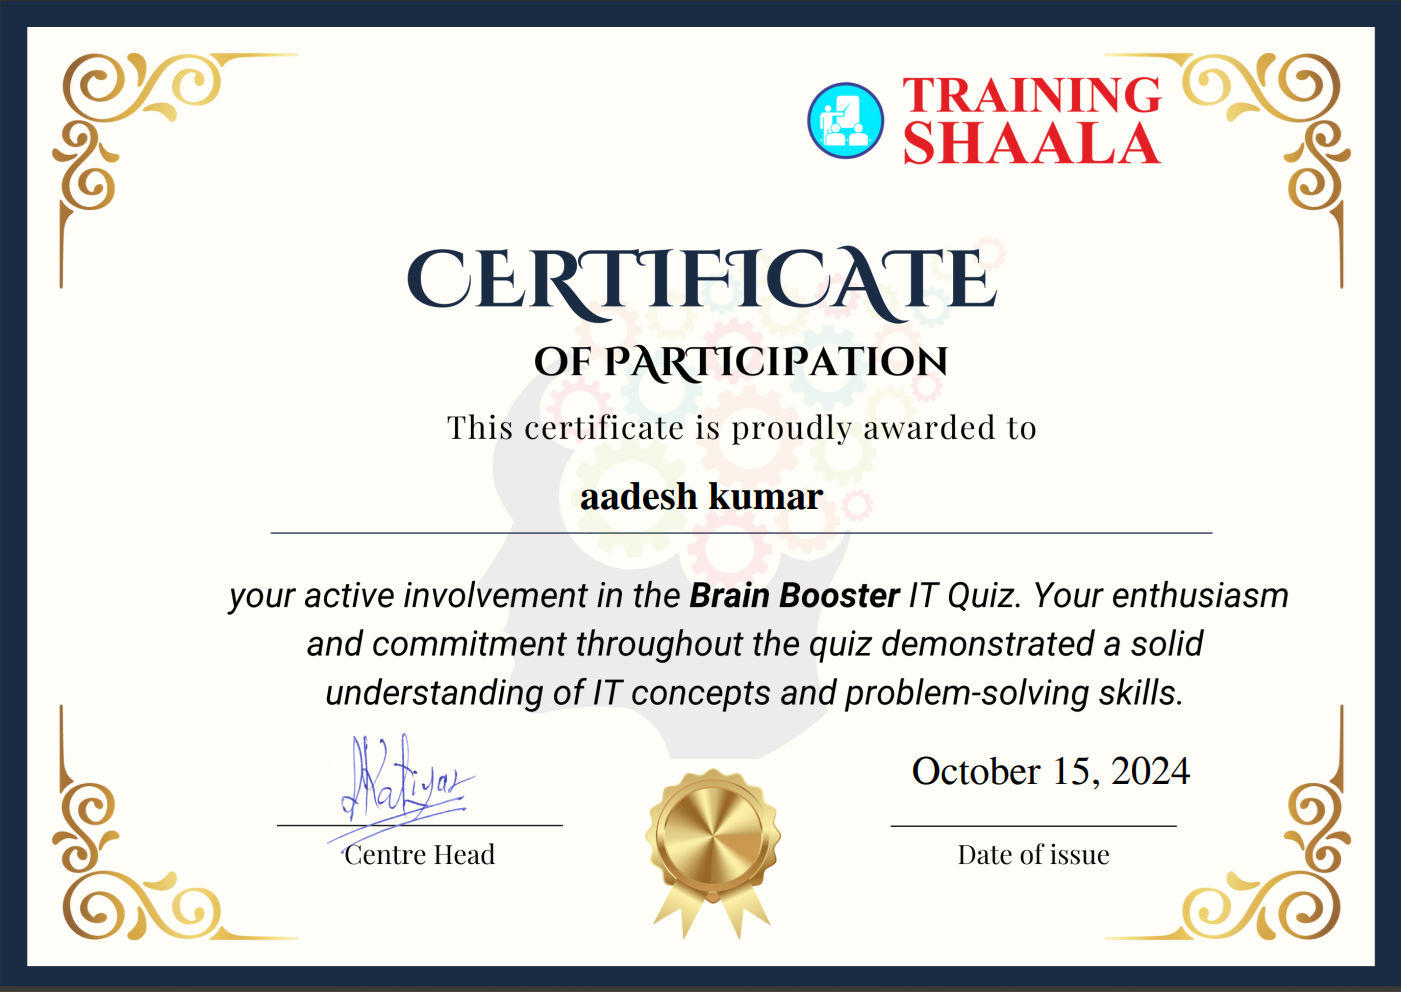 TRAINING
SHAALA
CERTIFICATE
OF PARTICIPATION
This certificate is proudly awarded to
aadesh kumar
your active involvement in the Brain Booster IT Quiz. Your enthusiasm
and commitment throughout the quiz demonstrated a solid
understanding of IT concepts and problem-solving skills.
October 15, 2024
Centre Head
Date of issue